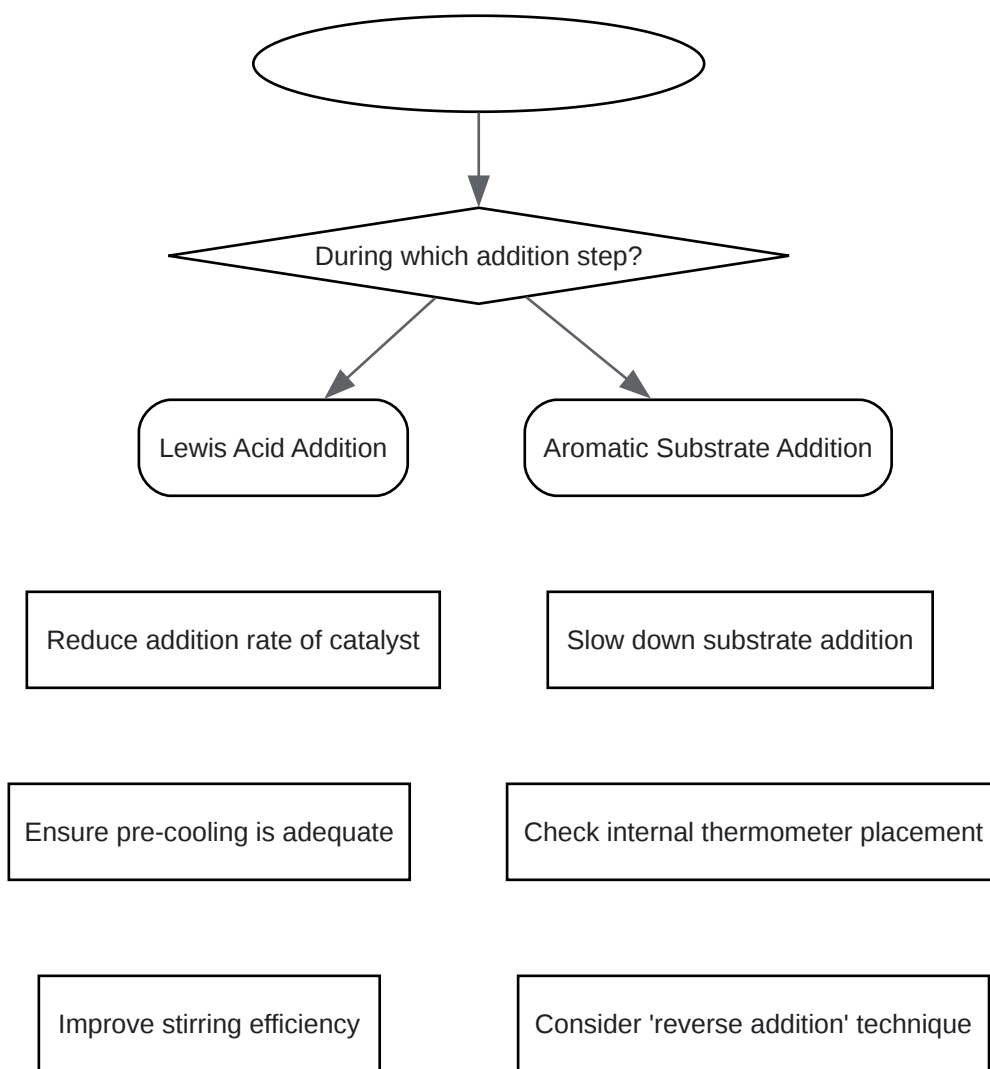 During which addition step?
Lewis Acid Addition
Aromatic Substrate Addition
Reduce addition rate of catalyst
Slow down substrate addition
Ensure pre-cooling is adequate
Check internal thermometer placement
Improve stirring efficiency
Consider 'reverse addition' technique